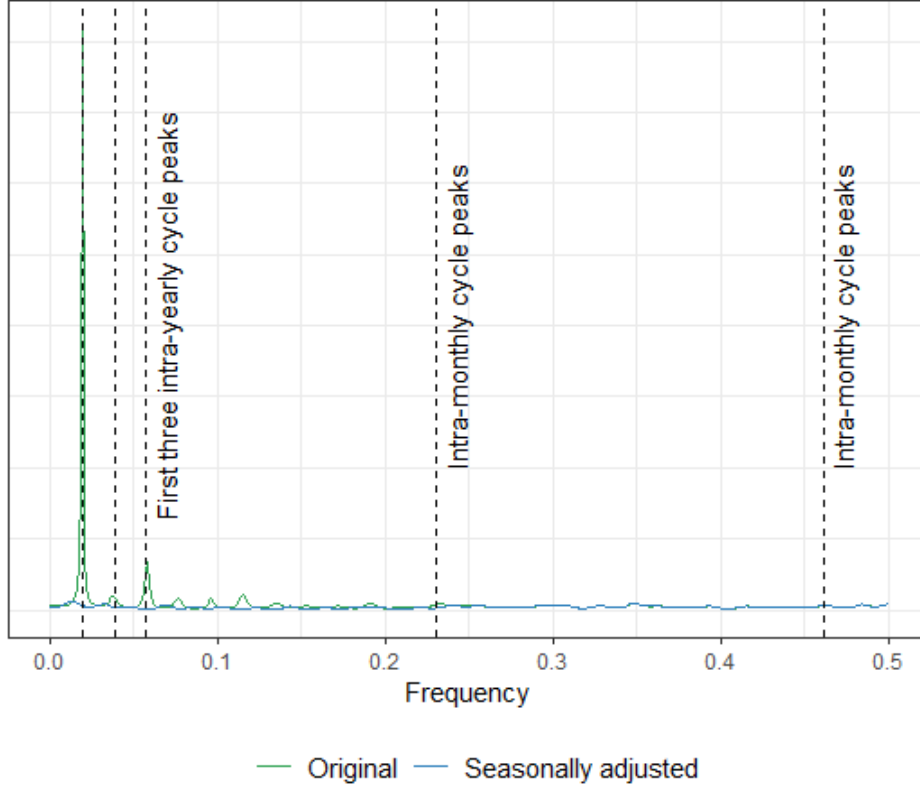 First three intra-yearly cycle peaks
Intra-monthly cycle peaks
Intra-monthly cycle peaks
0.0 0.1 0.2 0.3 0.4 0.5
Frequency
Original Seasonally adjusted